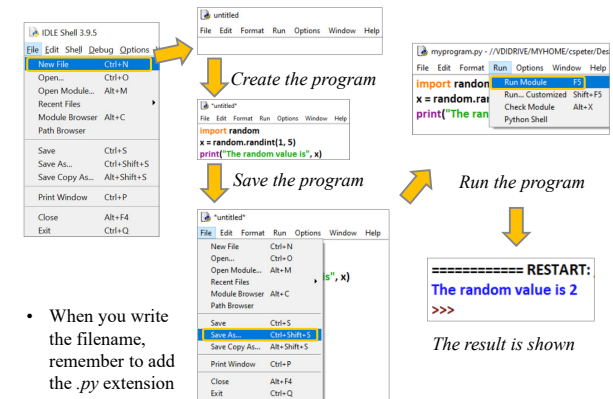 IDLE Shell 3.9.5
File Edit Shell Debug Options
New File Ctrl+N
Open... Ctrl+O
Open Module... Alt+M
Recent Files
Module Browser Alt+C
Path Browser
Save Ctrl+S
Save As... Ctrl+Shift+S
Save Copy As... Alt+Shift+S
Print Window Ctrl+P
Close Alt+F4
Exit Ctrl+Q
untitled
File Edit Format Run Options Window Help
Create the program
*untitled*
File Edit Format Run Options Window Help
import random
x = random.randint(1, 5)
print("The random value is", x)
Save the program
*untitled*
File Edit Format Run Options Window Help
New File Ctrl+N
Open... Ctrl+O
Open Module... Alt+M
Recent Files
is", x)
Module Browser Alt+C
Path Browser
Save Ctrl+S
Save As... Ctrl+Shift+S
Save Copy As... Alt+Shift+S
Print Window Ctrl+P
Close Alt+F4
Exit Ctrl+Q
myprogram.py - //VDIDRIVE/MYHOME/cspeter/Des
File Edit Format Run Options Window Help
import randon
x = random.rar
print("The ran
Run Module F5
Run... Customized Shift+F5
Check Module Alt+X
Python Shell
Run the program
============ RESTART:
The random value is 2
>>>
The result is shown
• When you write
the filename,
remember to add
the .py extension